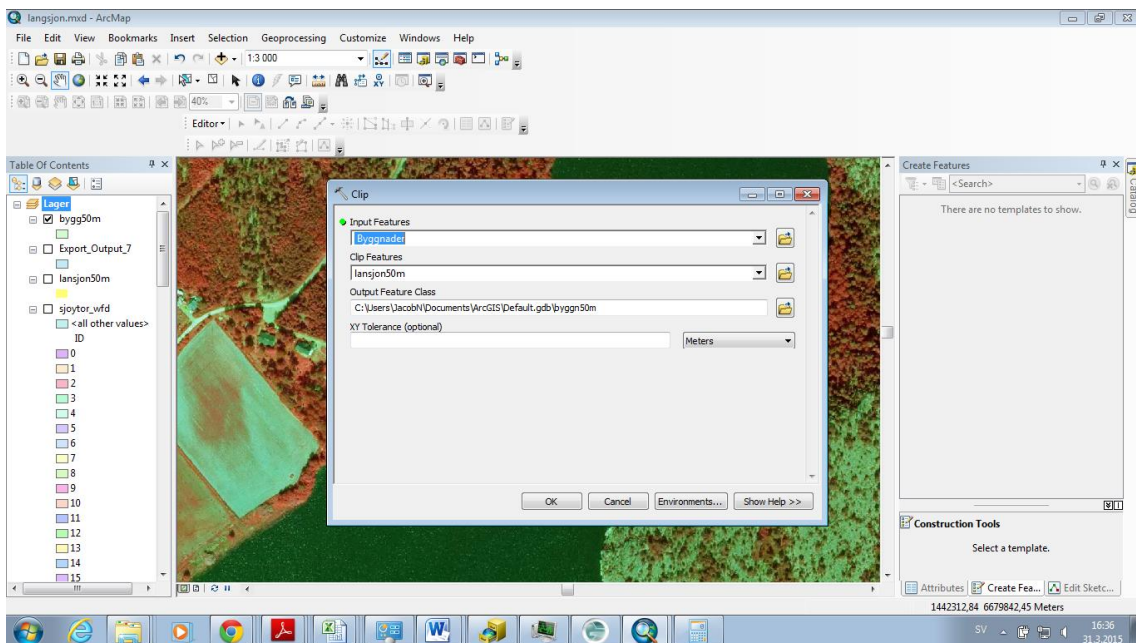 langsjon.mxd - ArcMap
File Edit View Bookmarks Insert Selection Geoprocessing Customize Windows Help
1:3 000
40%
Editor
Table Of Contents
Lager
bygg50m
Export_Output_7
lansjon50m
sjoytor_wfd
<all other values>
ID
0
1
2
3
4
5
6
7
8
9
10
11
12
13
14
15
Clip
Input Features
Byggnader
Clip Features
lansjon50m
Output Feature Class
C:\Users\JacobN\Documents\ArcGIS\Default.gdb\byggn50m
XY Tolerance (optional)
Meters
OK Cancel Environments... Show Help >>
Create Features
<Search>
There are no templates to show.
Catalog
Construction Tools
Select a template.
Attributes Create Fea... Edit Sketc...
1442312,84 6679842,45 Meters
SV 16:36
31.3.2015